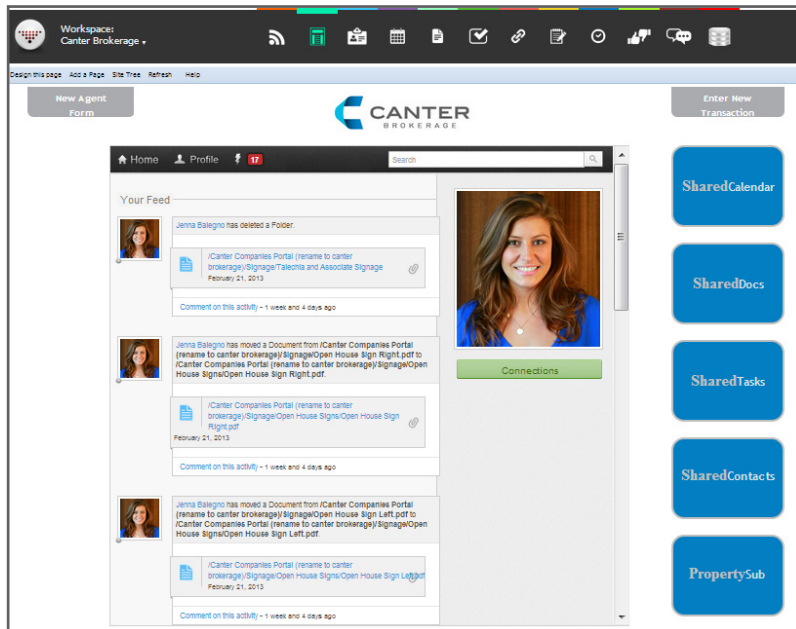 Workspace:
Canter Brokerage
Design this page Add a Page Site Tree Refresh Help
New Agent
Form
CANTER
BROKERAGE
Enter New
Transaction
Home Profile 17 Search
Your Feed
Jenna Balegno has deleted a Folder.
/Canter Companies Portal (rename to canter
brokerage)/Signage/Talechia and Associate Signage
February 21, 2013
Comment on this activity - 1 week and 4 days ago
Jenna Balegno has moved a Document from /Canter Companies Portal
(rename to canter brokerage)/Signage/Open House Sign Right.pdf to
/Canter Companies Portal (rename to canter brokerage)/Signage/Open
House Signs/Open House Sign Right.pdf.
/Canter Companies Portal (rename to canter
brokerage)/Signage/Open House Signs/Open House Sign
Right.pdf
February 21, 2013
Comment on this activity - 1 week and 4 days ago
Jenna Balegno has moved a Document from /Canter Companies Portal
(rename to canter brokerage)/Signage/Open House Sign Left.pdf to
/Canter Companies Portal (rename to canter brokerage)/Signage/Open
House Signs/Open House Sign Left.pdf.
/Canter Companies Portal (rename to canter
brokerage)/Signage/Open House Signs/Open House Sign Left.pdf
February 21, 2013
Comment on this activity - 1 week and 4 days ago
Connections
SharedCalendar
SharedDocs
SharedTasks
SharedContacts
PropertySub